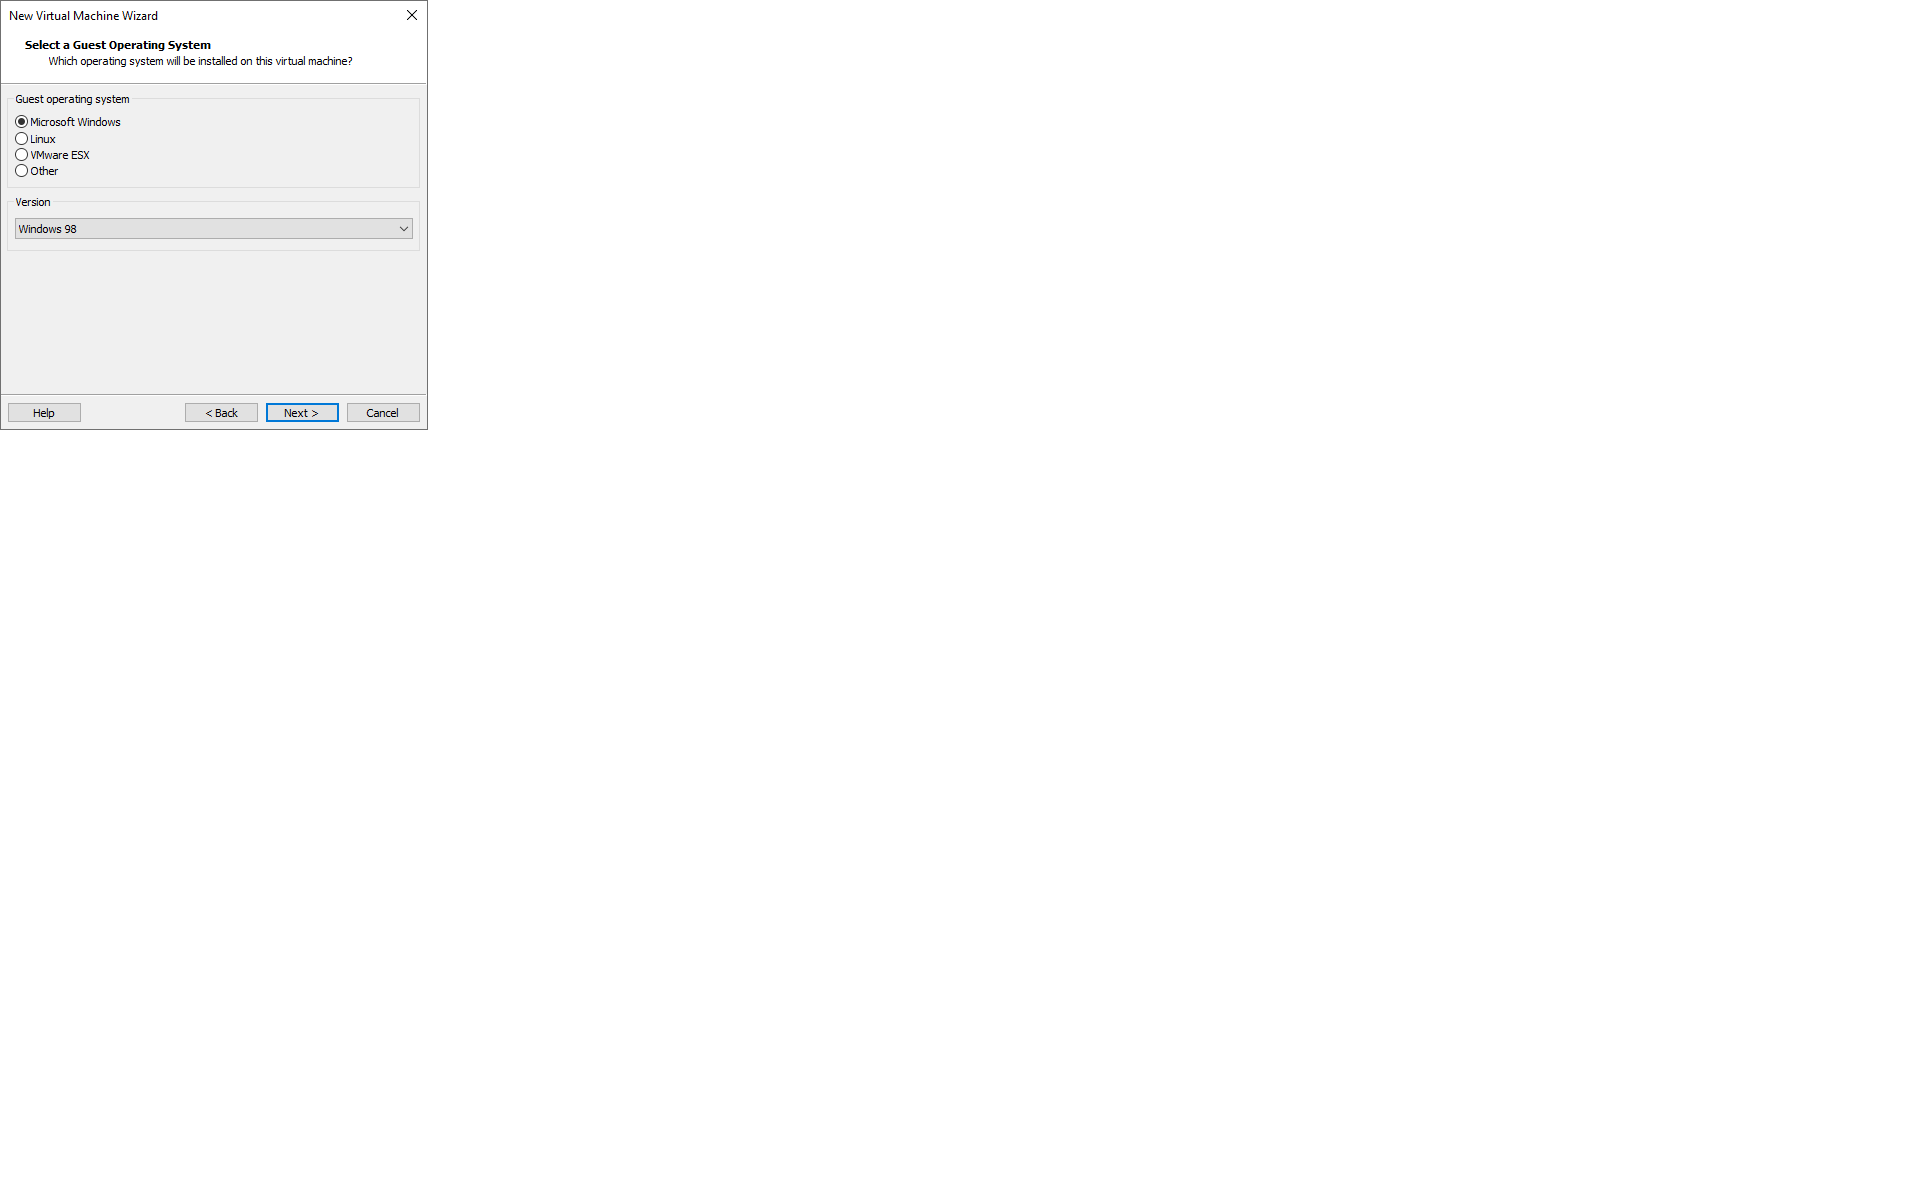 New Virtual Machine Wizard
Select a Guest Operating System
Which operating system will be installed on this virtual machine?
Guest operating system
Microsoft Windows
Linux
VMware ESX
Other
Version
Windows 98
Help
< Back
Next >
Cancel